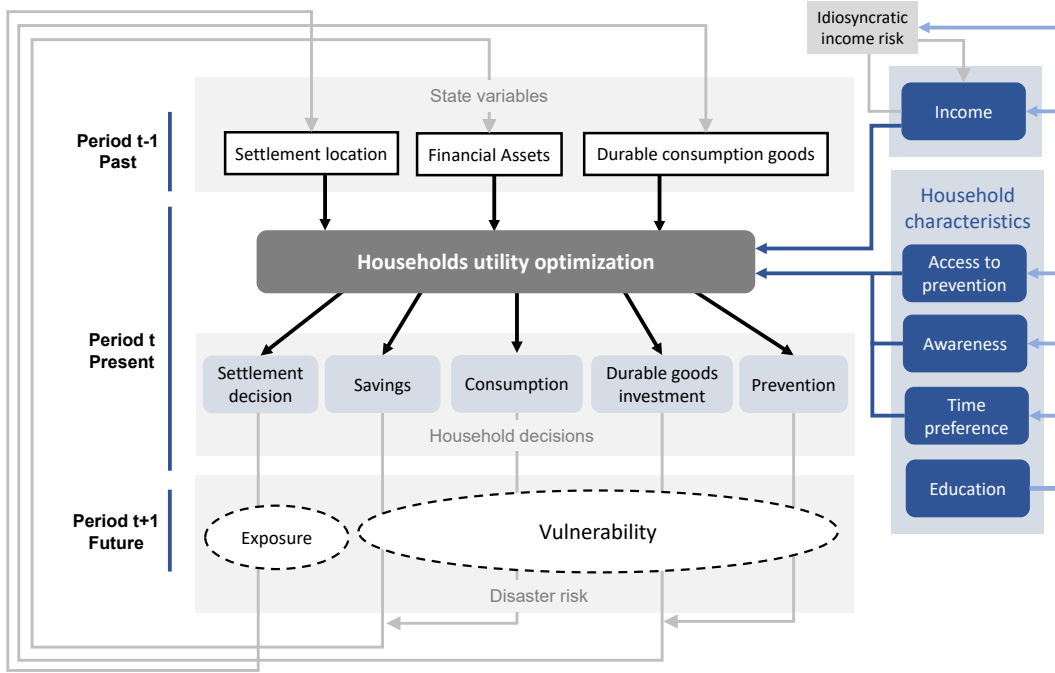 Idiosyncratic
income risk
State variables
Income
Period t-1
Past
Settlement location
Financial Assets
Durable consumption goods
Household
characteristics
Households utility optimization
Access to
prevention
Period t
Present
Awareness
Settlement
decision
Savings
Consumption
Durable goods
investment
Prevention
Time
preference
Household decisions
Education
Period t+1
Future
Exposure
Vulnerability
Disaster risk